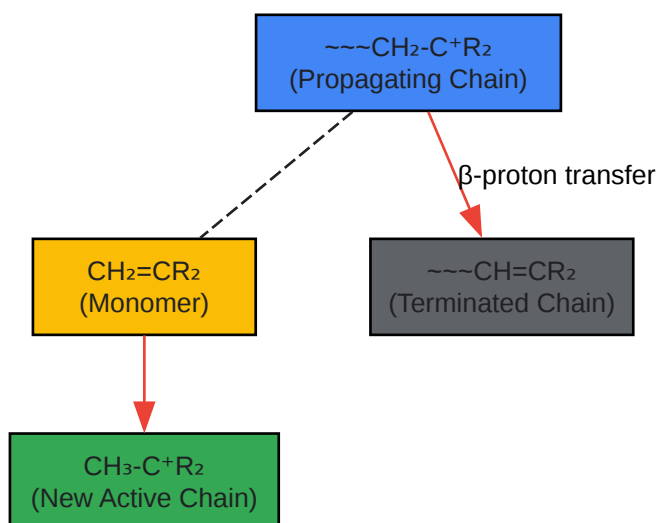 ~~~CH₂-C⁺R₂
(Propagating Chain)
β-proton transfer
CH₂=CR₂
(Monomer)
~~~CH=CR₂
(Terminated Chain)
CH₃-C⁺R₂
(New Active Chain)